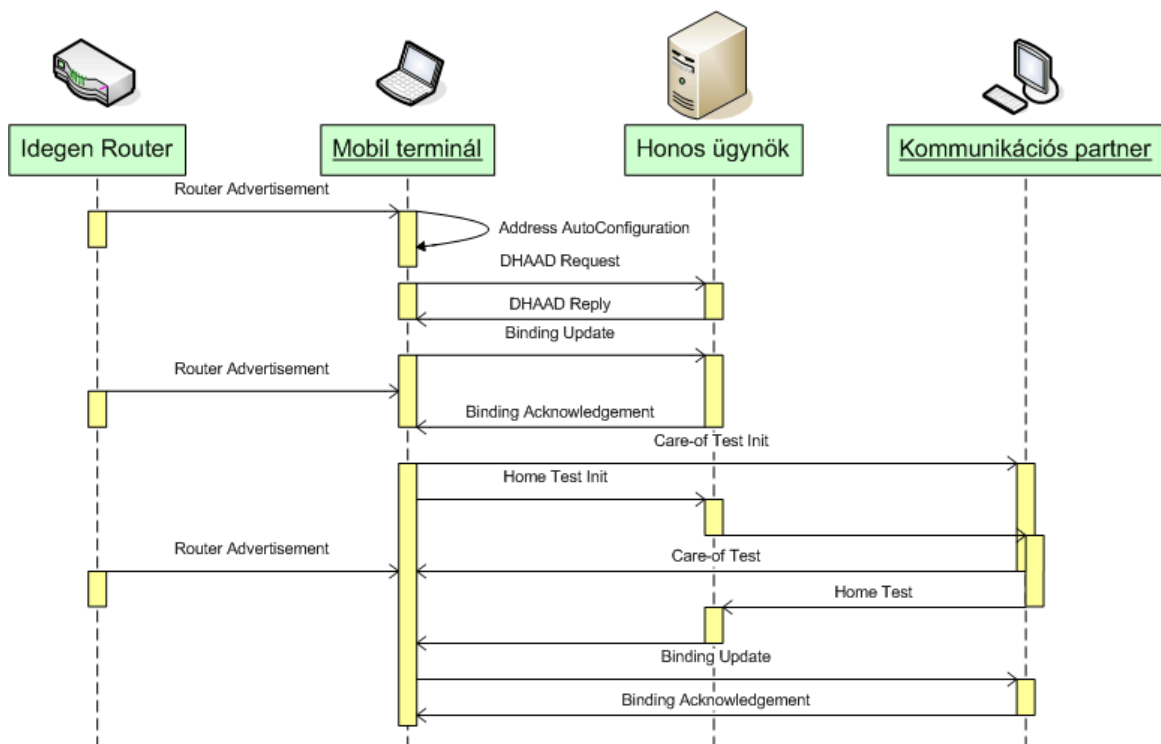 Idegen Router
Mobil terminál
Honos ügynök
Kommunikációs partner
Router Advertisement
Address AutoConfiguration
DHAAD Request
DHAAD Reply
Binding Update
Router Advertisement
Binding Acknowledgement
Care-of Test Init
Home Test Init
Router Advertisement
Care-of Test
Home Test
Binding Update
Binding Acknowledgement